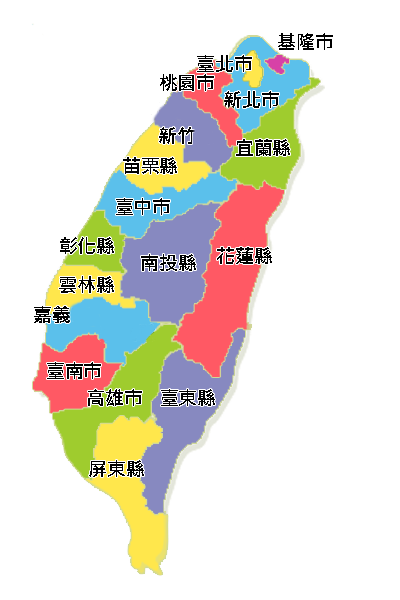 基隆市
臺北市
桃園市
新北市
新竹
宜蘭縣
苗栗縣
臺中市
彰化縣
花蓮縣
南投縣
雲林縣
嘉義
臺南市
高雄市
臺東縣
屏東縣